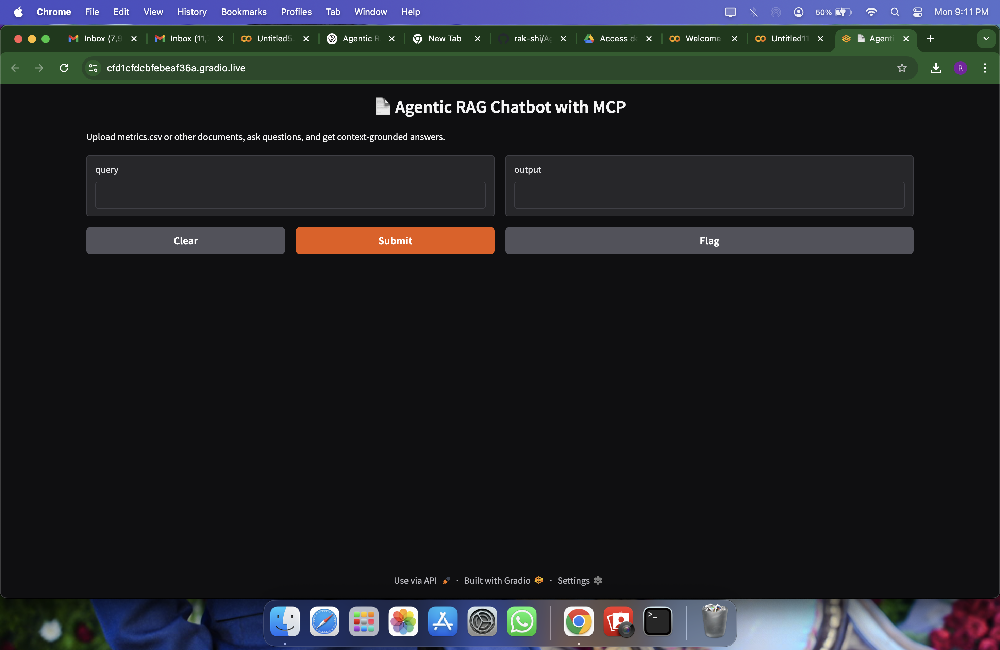 Chrome File Edit View History Bookmarks Profiles Tab Window Help 50% Mon 9:11 PM
Inbox (7,9 Inbox (11, Untitled5. Agentic R New Tab rak-shi/Ag Access de Welcome Untitled11 Agenti
cfd1cfdcbfebeaf36a.gradio.live R
Agentic RAG Chatbot with MCP
Upload metrics.csv or other documents, ask questions, and get context-grounded answers.
query output
Clear Submit Flag
Use via API · Built with Gradio · Settings